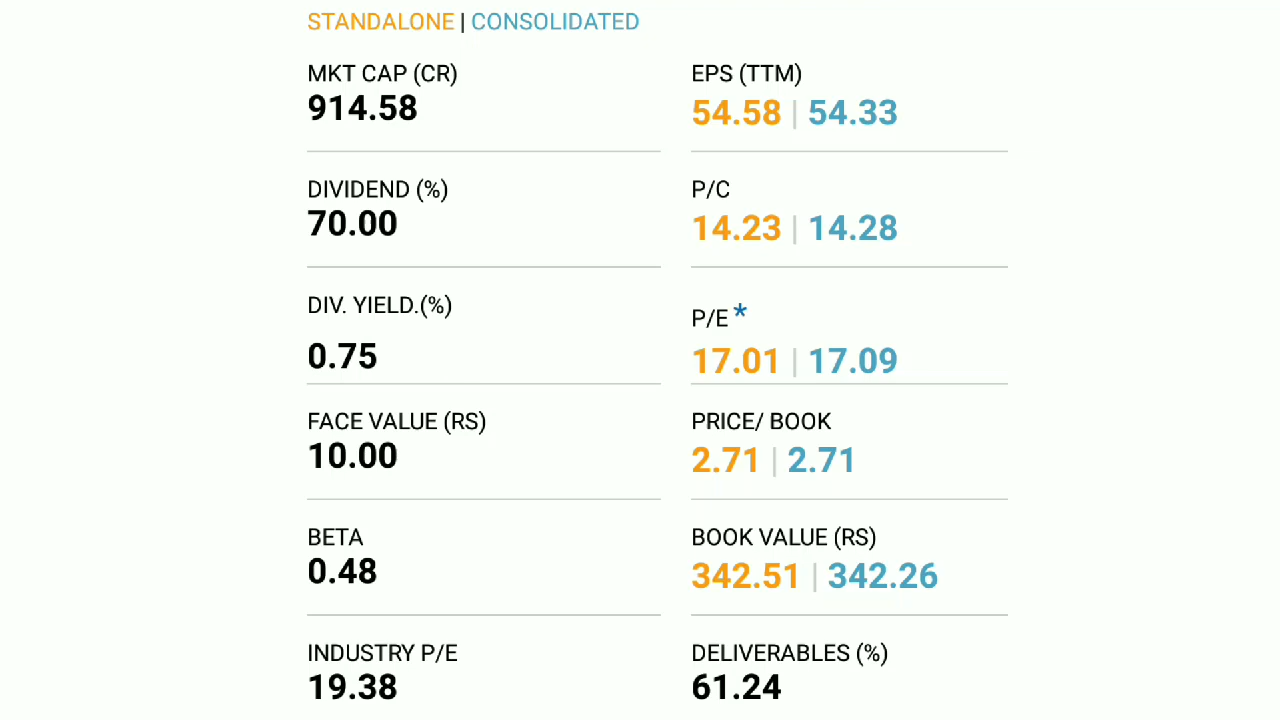 STANDALONE | CONSOLIDATED
MKT CAP (CR)
914.58
EPS (TTM)
54.58 | 54.33
DIVIDEND (%)
70.00
P/C
14.23 | 14.28
DIV. YIELD.(%)
0.75
P/E *
17.01 | 17.09
FACE VALUE (RS)
10.00
PRICE/ BOOK
2.71 | 2.71
BETA
0.48
BOOK VALUE (RS)
342.51 | 342.26
INDUSTRY P/E
19.38
DELIVERABLES (%)
61.24